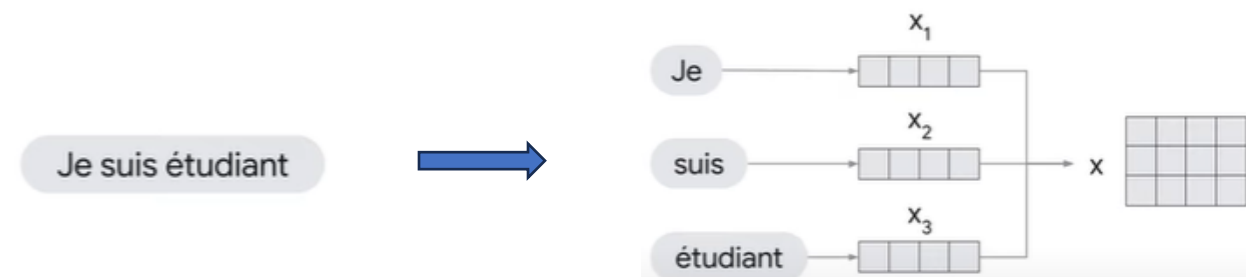 Je suis étudiant
x₁
Je
x₂
suis
x
x₃
étudiant